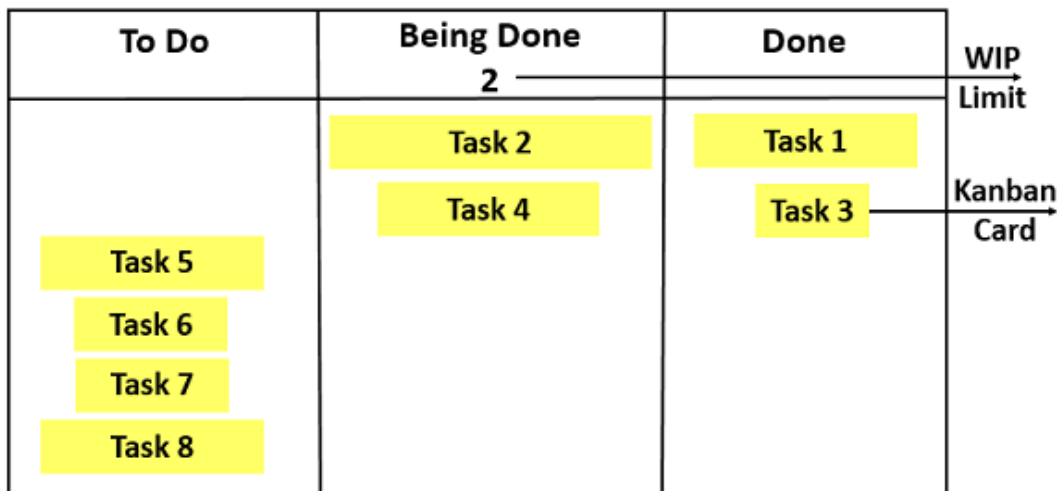 To Do
Being Done
2
Done
WIP
Limit
Task 2
Task 1
Task 4
Task 3
Kanban
Card
Task 5
Task 6
Task 7
Task 8